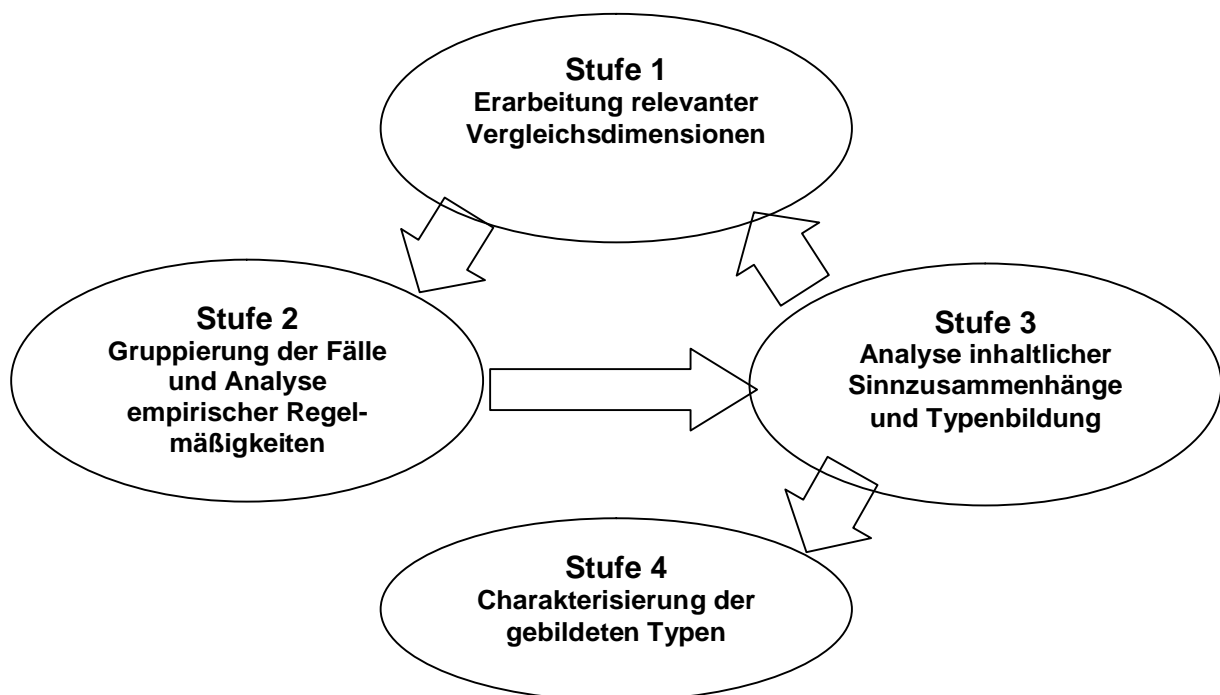 Stufe 1
Erarbeitung relevanter
Vergleichsdimensionen
Stufe 2
Gruppierung der Fälle
und Analyse
empirischer Regel-
mäßigkeiten
Stufe 3
Analyse inhaltlicher
Sinnzusammenhänge
und Typenbildung
Stufe 4
Charakterisierung der
gebildeten Typen